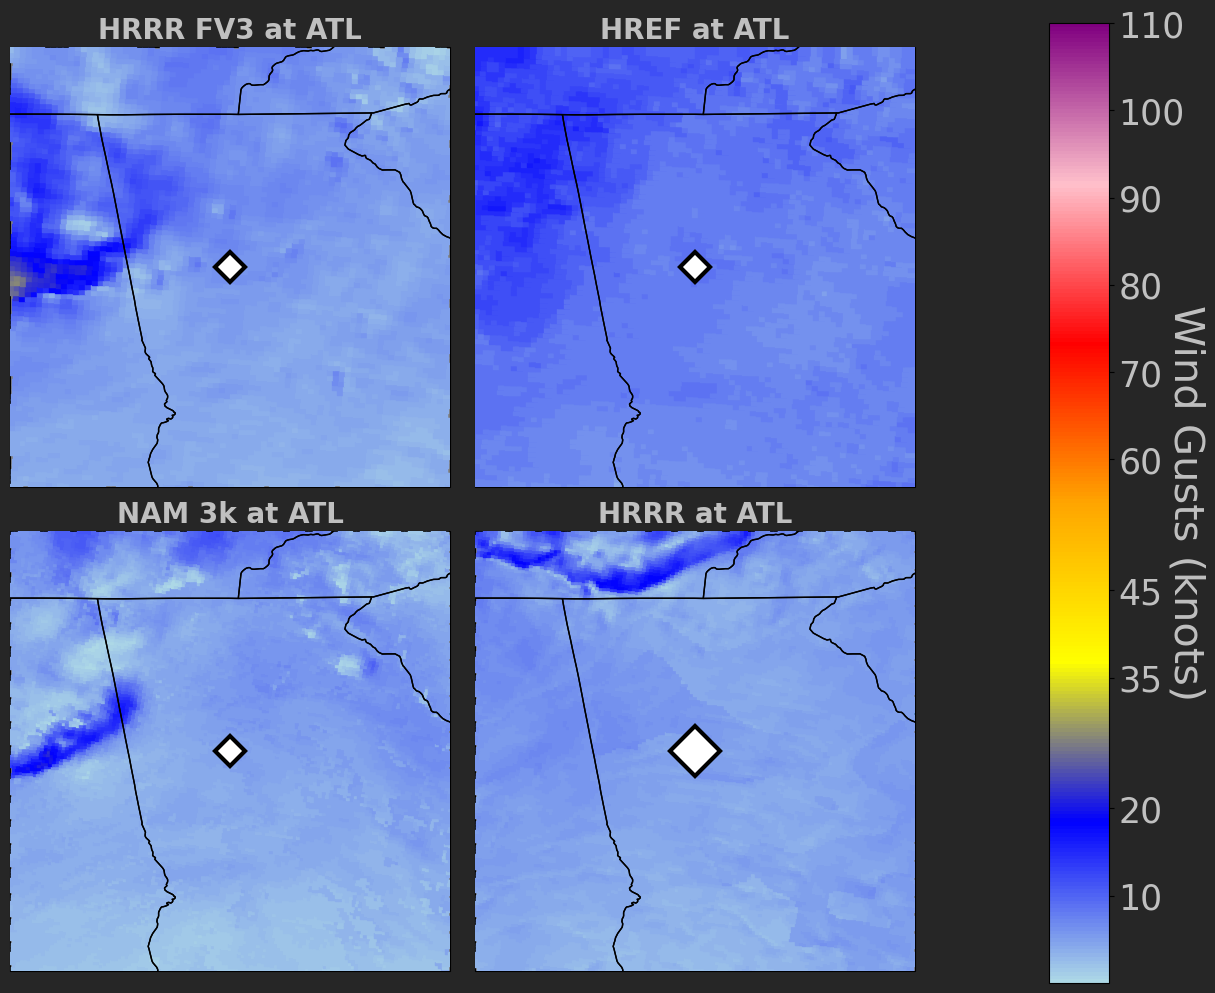 HRRR FV3 at ATL
HREF at ATL
NAM 3k at ATL
HRRR at ATL
110
100
90
80
70
60
45
35
20
10
Wind Gusts (knots)